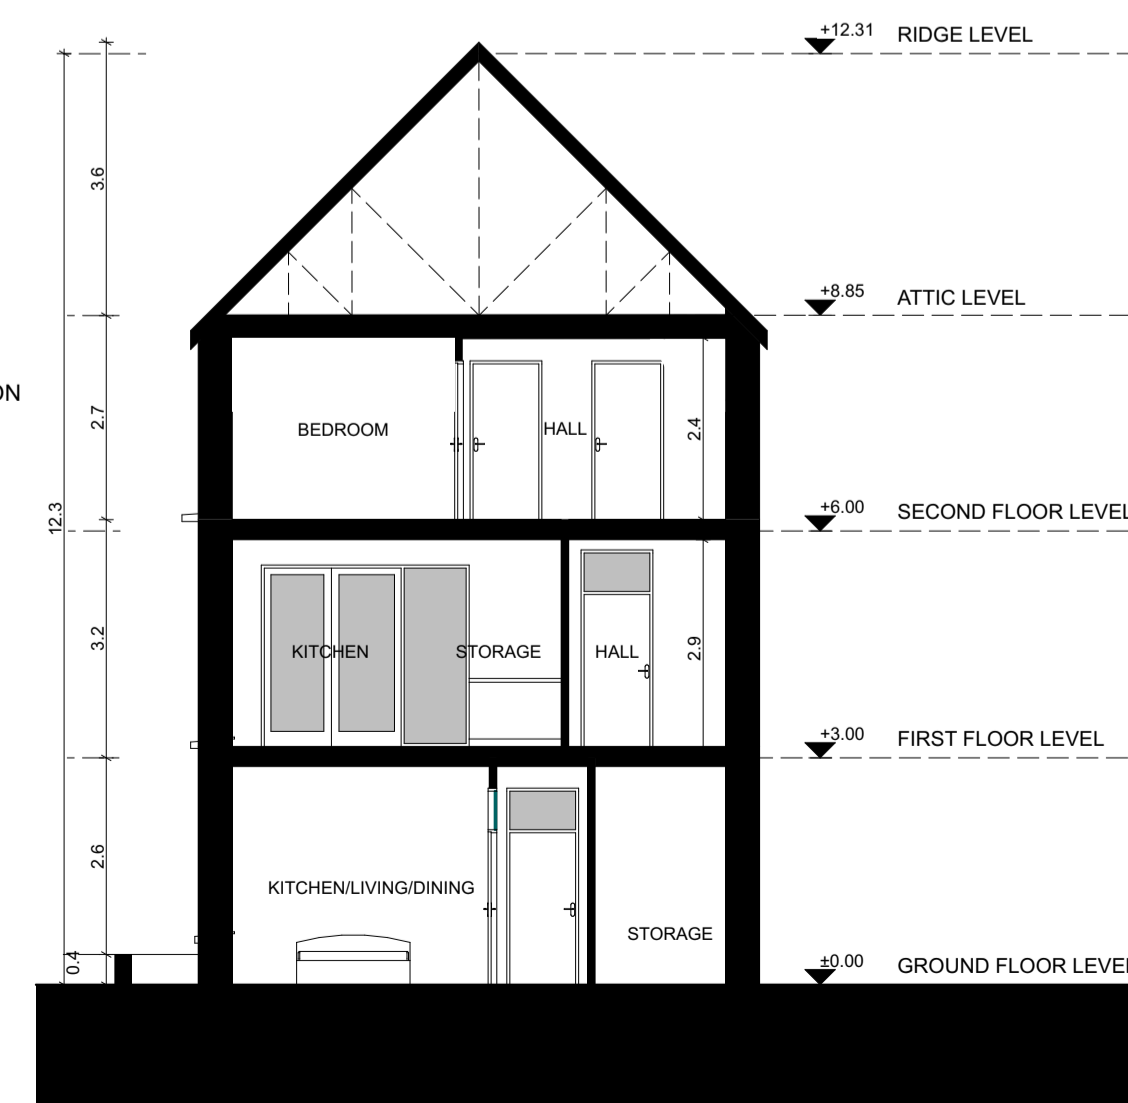 +12.31 RIDGE LEVEL
3.6
+8.85 ATTIC LEVEL
ON
2.7
BEDROOM
HALL
2.4
12.3
+6.00 SECOND FLOOR LEVEL
3.2
KITCHEN
STORAGE
HALL
2.9
+3.00 FIRST FLOOR LEVEL
2.6
KITCHEN/LIVING/DINING
STORAGE
0.4
±0.00 GROUND FLOOR LEVEL